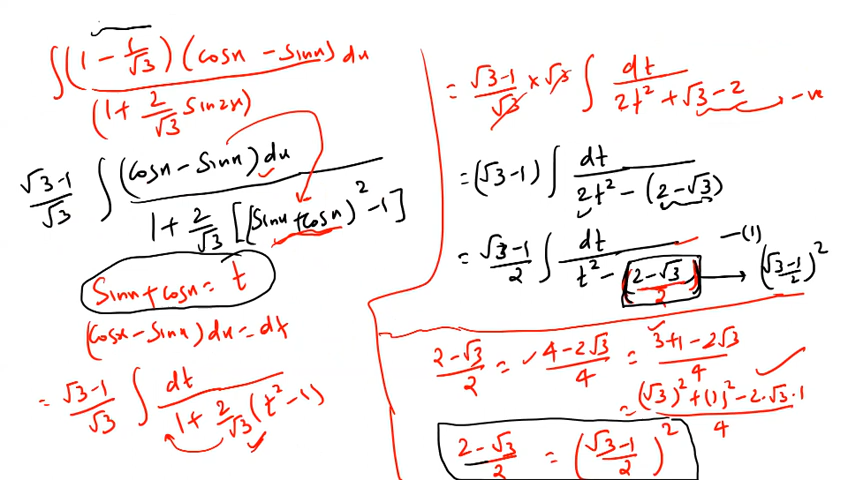 ∫ (1 - 1/√3) (cosx - sinx) dx / (1 + 2/√3 sin2x)
√3-1/√3 ∫ (cosx - sinx) dx / 1 + 2/√3 [(sinx + cosx)² - 1]
sinx + cosx = t
(cosx - sinx) dx = dt
= √3-1/√3 ∫ dt / 1 + 2/√3 (t² - 1)
= √3-1/√3 × √3 ∫ dt / 2t² + √3 - 2 → -ve
= (√3-1) ∫ dt / 2t² - (2-√3)
= √3-1/2 ∫ dt / t² - (2-√3/2) —(1) → (√3-1/2)²
2-√3/2 = 4-2√3/4 = 3+1-2√3/4
= (√3)² + (1)² - 2·√3·1 / 4
2-√3/2 = (√3-1/2)²